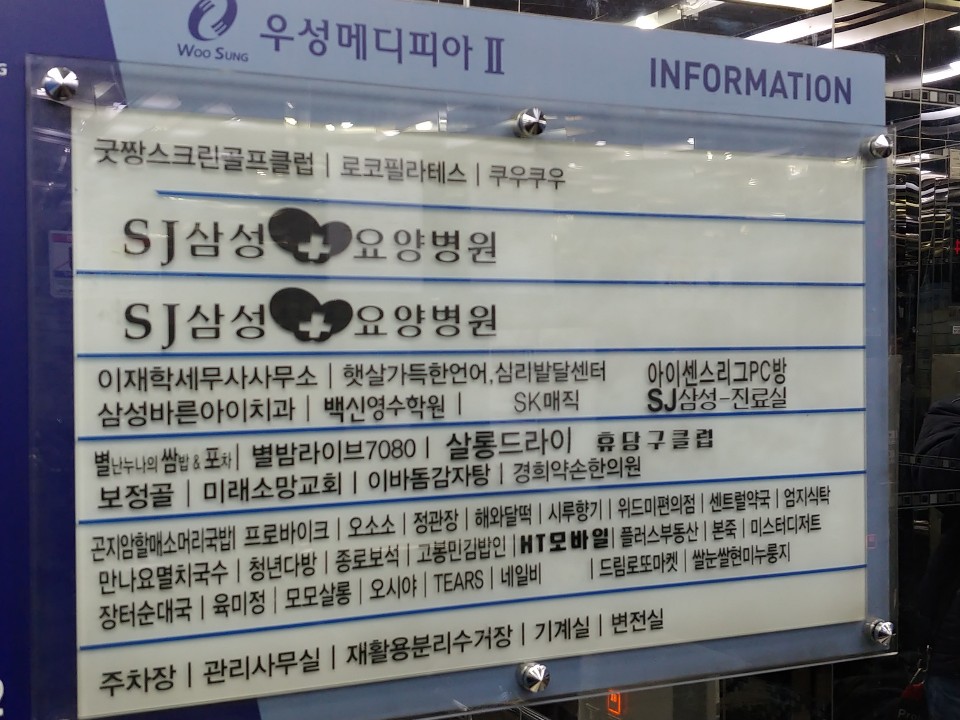 WOO SUNG 우성메디피아 Ⅱ
INFORMATION
굿짱스크린골프클럽 | 로코필라테스 | 쿠우쿠우
SJ삼성 요양병원
SJ삼성 요양병원
이재학세무사사무소 | 햇살가득한언어,심리발달센터 아이센스리그PC방
삼성바른아이치과 | 백신영수학원 | SK매직 SJ삼성-진료실
별난누나의 쌈밥 & 포차 | 별밤라이브7080 | 살롱드라이 휴당구클럽
보정골 | 미래소망교회 | 이바돔감자탕 | 경희약손한의원
곤지암할매소머리국밥 | 프로바이크 | 오소소 | 정관장 | 해와달떡 | 시루향기 | 위드미편의점 | 센트럴약국 | 엄지식탁
만나요멸치국수 | 청년다방 | 종로보석 | 고봉민김밥인 | HT모바일 | 플러스부동산 | 본죽 | 미스터디저트
장터순대국 | 육미정 | 모모살롱 | 오시야 | TEARS | 네일비 | 드림로또마켓 | 쌀눈쌀현미누룽지
주차장 | 관리사무실 | 재활용분리수거장 | 기계실 | 변전실